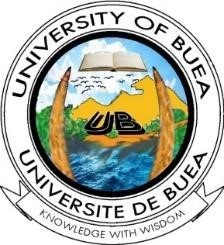 UNIVERSITY OF BUEA
UB
UNIVERSITE DE BUEA
KNOWLEDGE WITH WISDOM